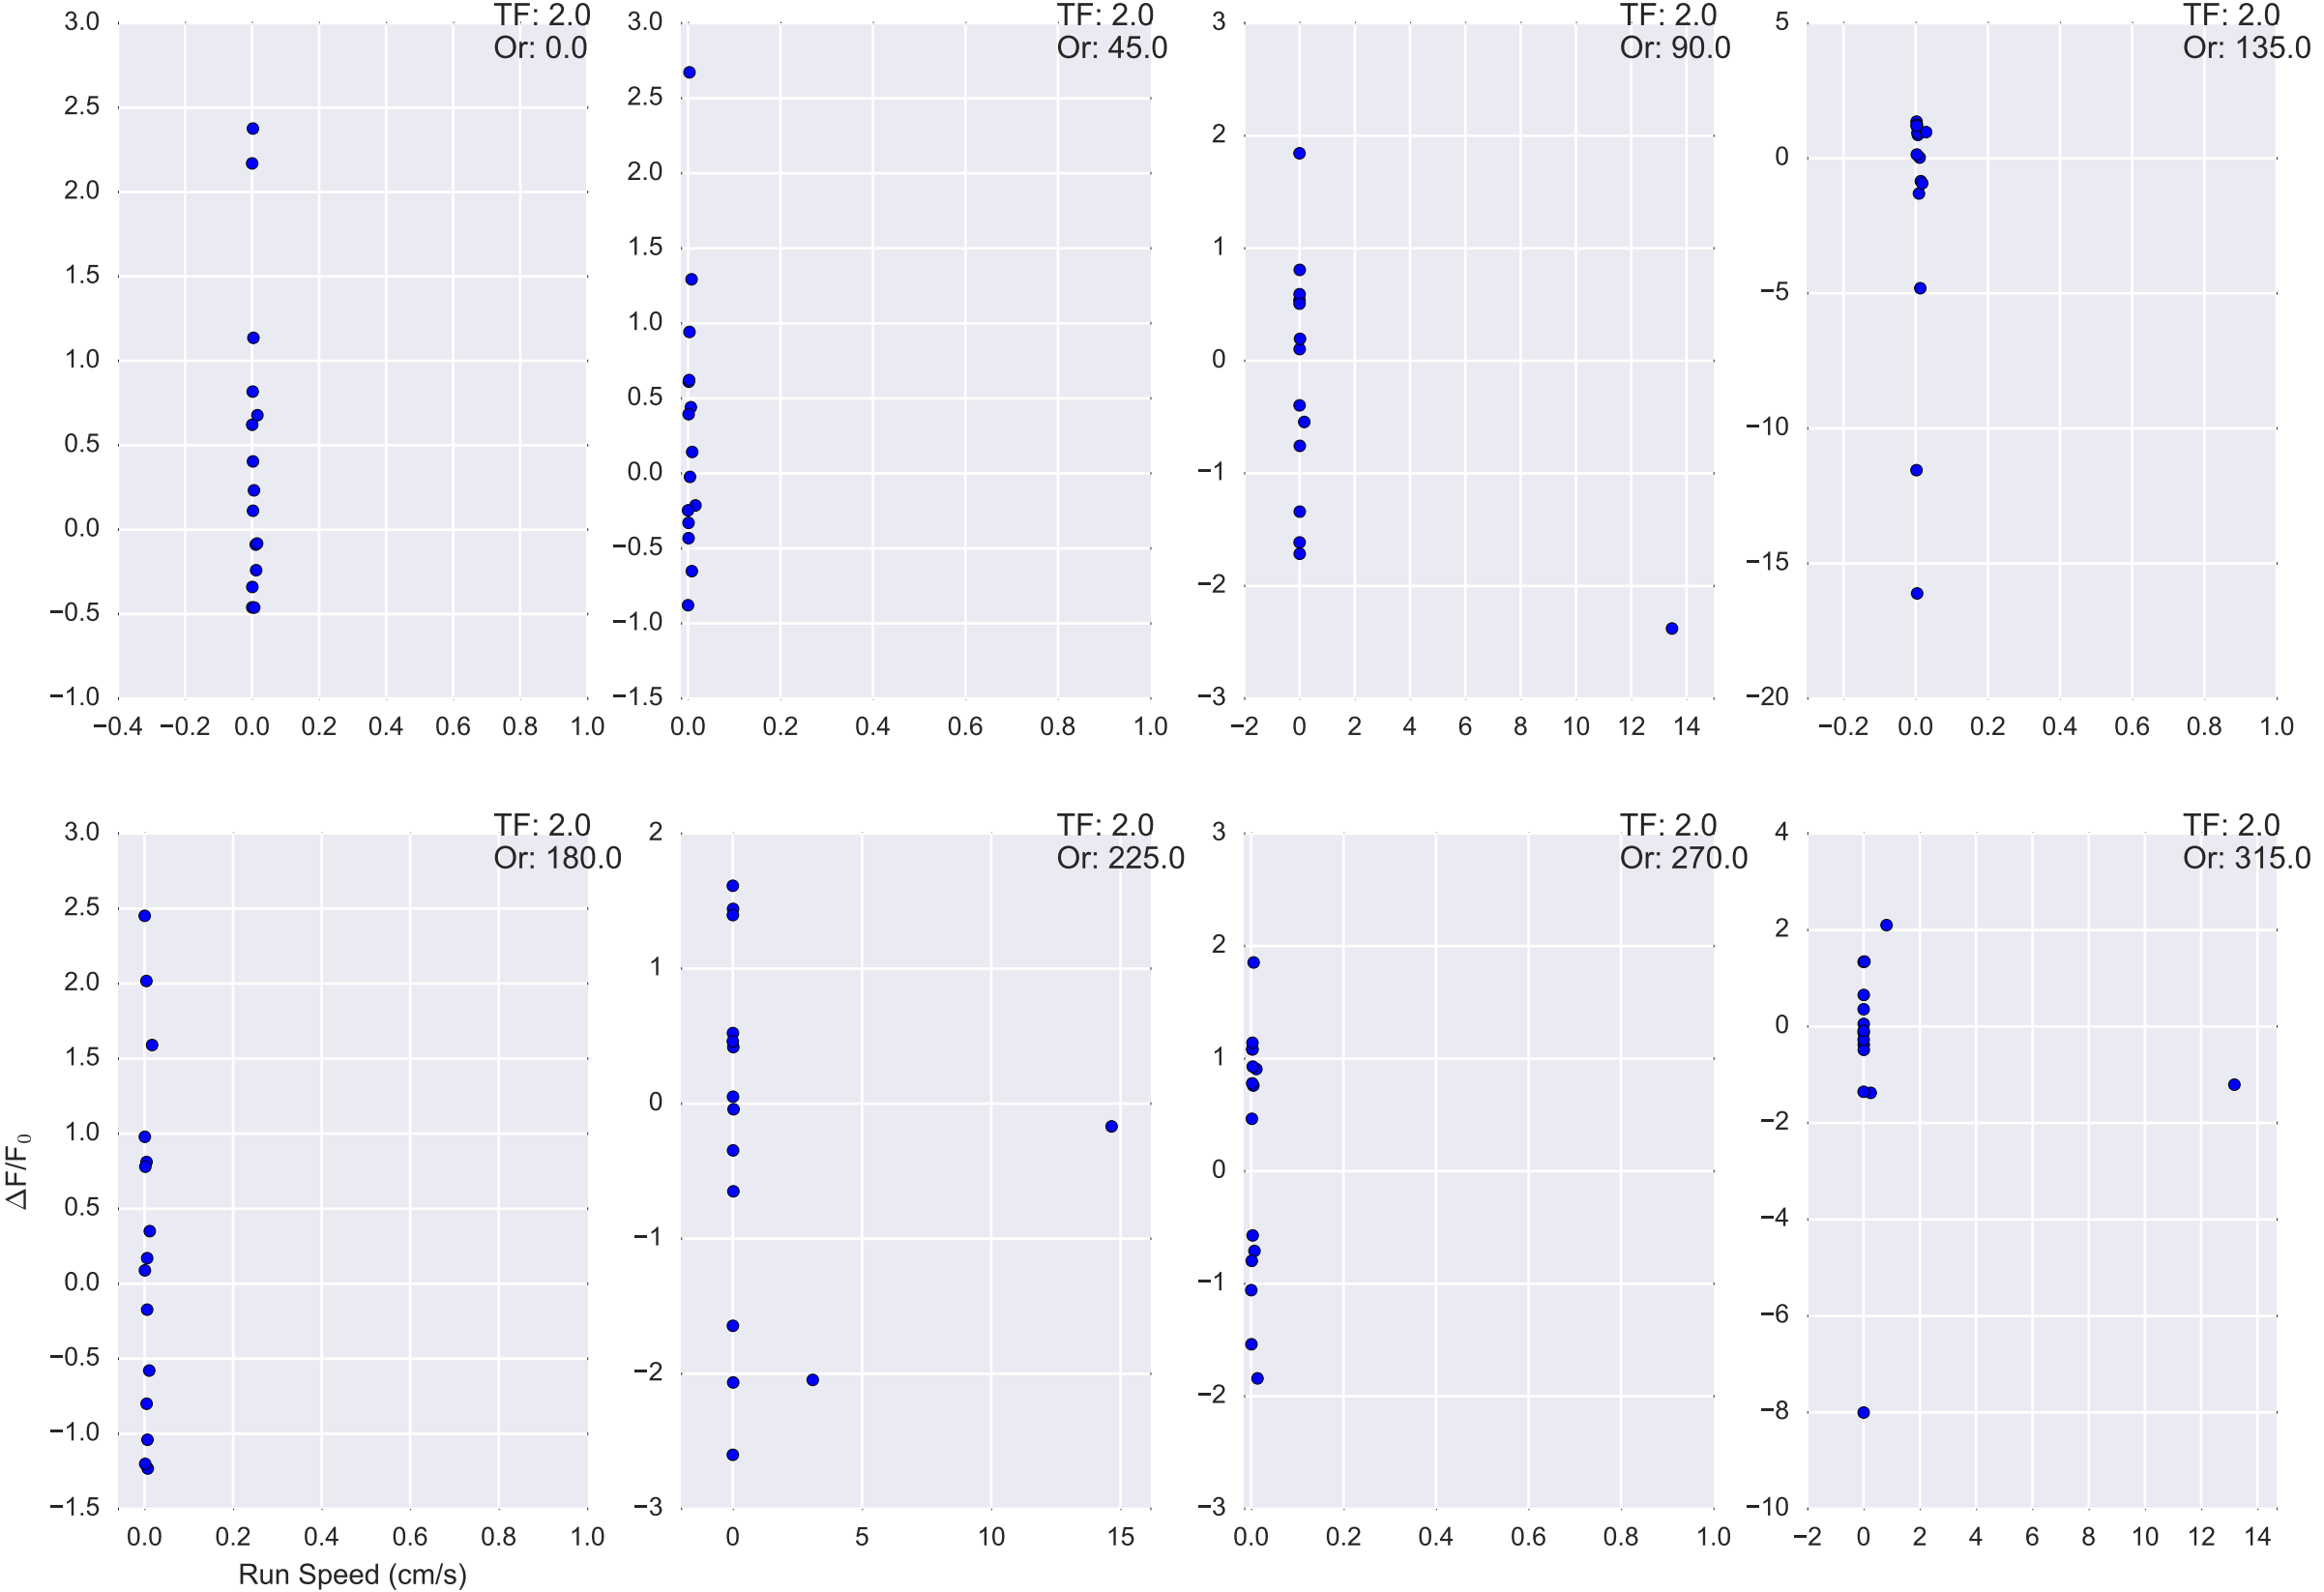 TF: 2.0
Or: 0.0
3.0
2.5
2.0
1.5
1.0
0.5
0.0
−0.5
−1.0
−0.4 −0.2 0.0 0.2 0.4 0.6 0.8 1.0
TF: 2.0
Or: 45.0
3.0
2.5
2.0
1.5
1.0
0.5
0.0
−0.5
−1.0
−1.5
0.0 0.2 0.4 0.6 0.8 1.0
TF: 2.0
Or: 90.0
3
2
1
0
−1
−2
−3
−2 0 2 4 6 8 10 12 14
TF: 2.0
Or: 135.0
5
0
−5
−10
−15
−20
−0.2 0.0 0.2 0.4 0.6 0.8 1.0
TF: 2.0
Or: 180.0
3.0
2.5
2.0
1.5
1.0
0.5
0.0
−0.5
−1.0
−1.5
0.0 0.2 0.4 0.6 0.8 1.0
ΔF/F₀
Run Speed (cm/s)
TF: 2.0
Or: 225.0
2
1
0
−1
−2
−3
0 5 10 15
TF: 2.0
Or: 270.0
3
2
1
0
−1
−2
−3
0.0 0.2 0.4 0.6 0.8 1.0
TF: 2.0
Or: 315.0
4
2
0
−2
−4
−6
−8
−10
−2 0 2 4 6 8 10 12 14